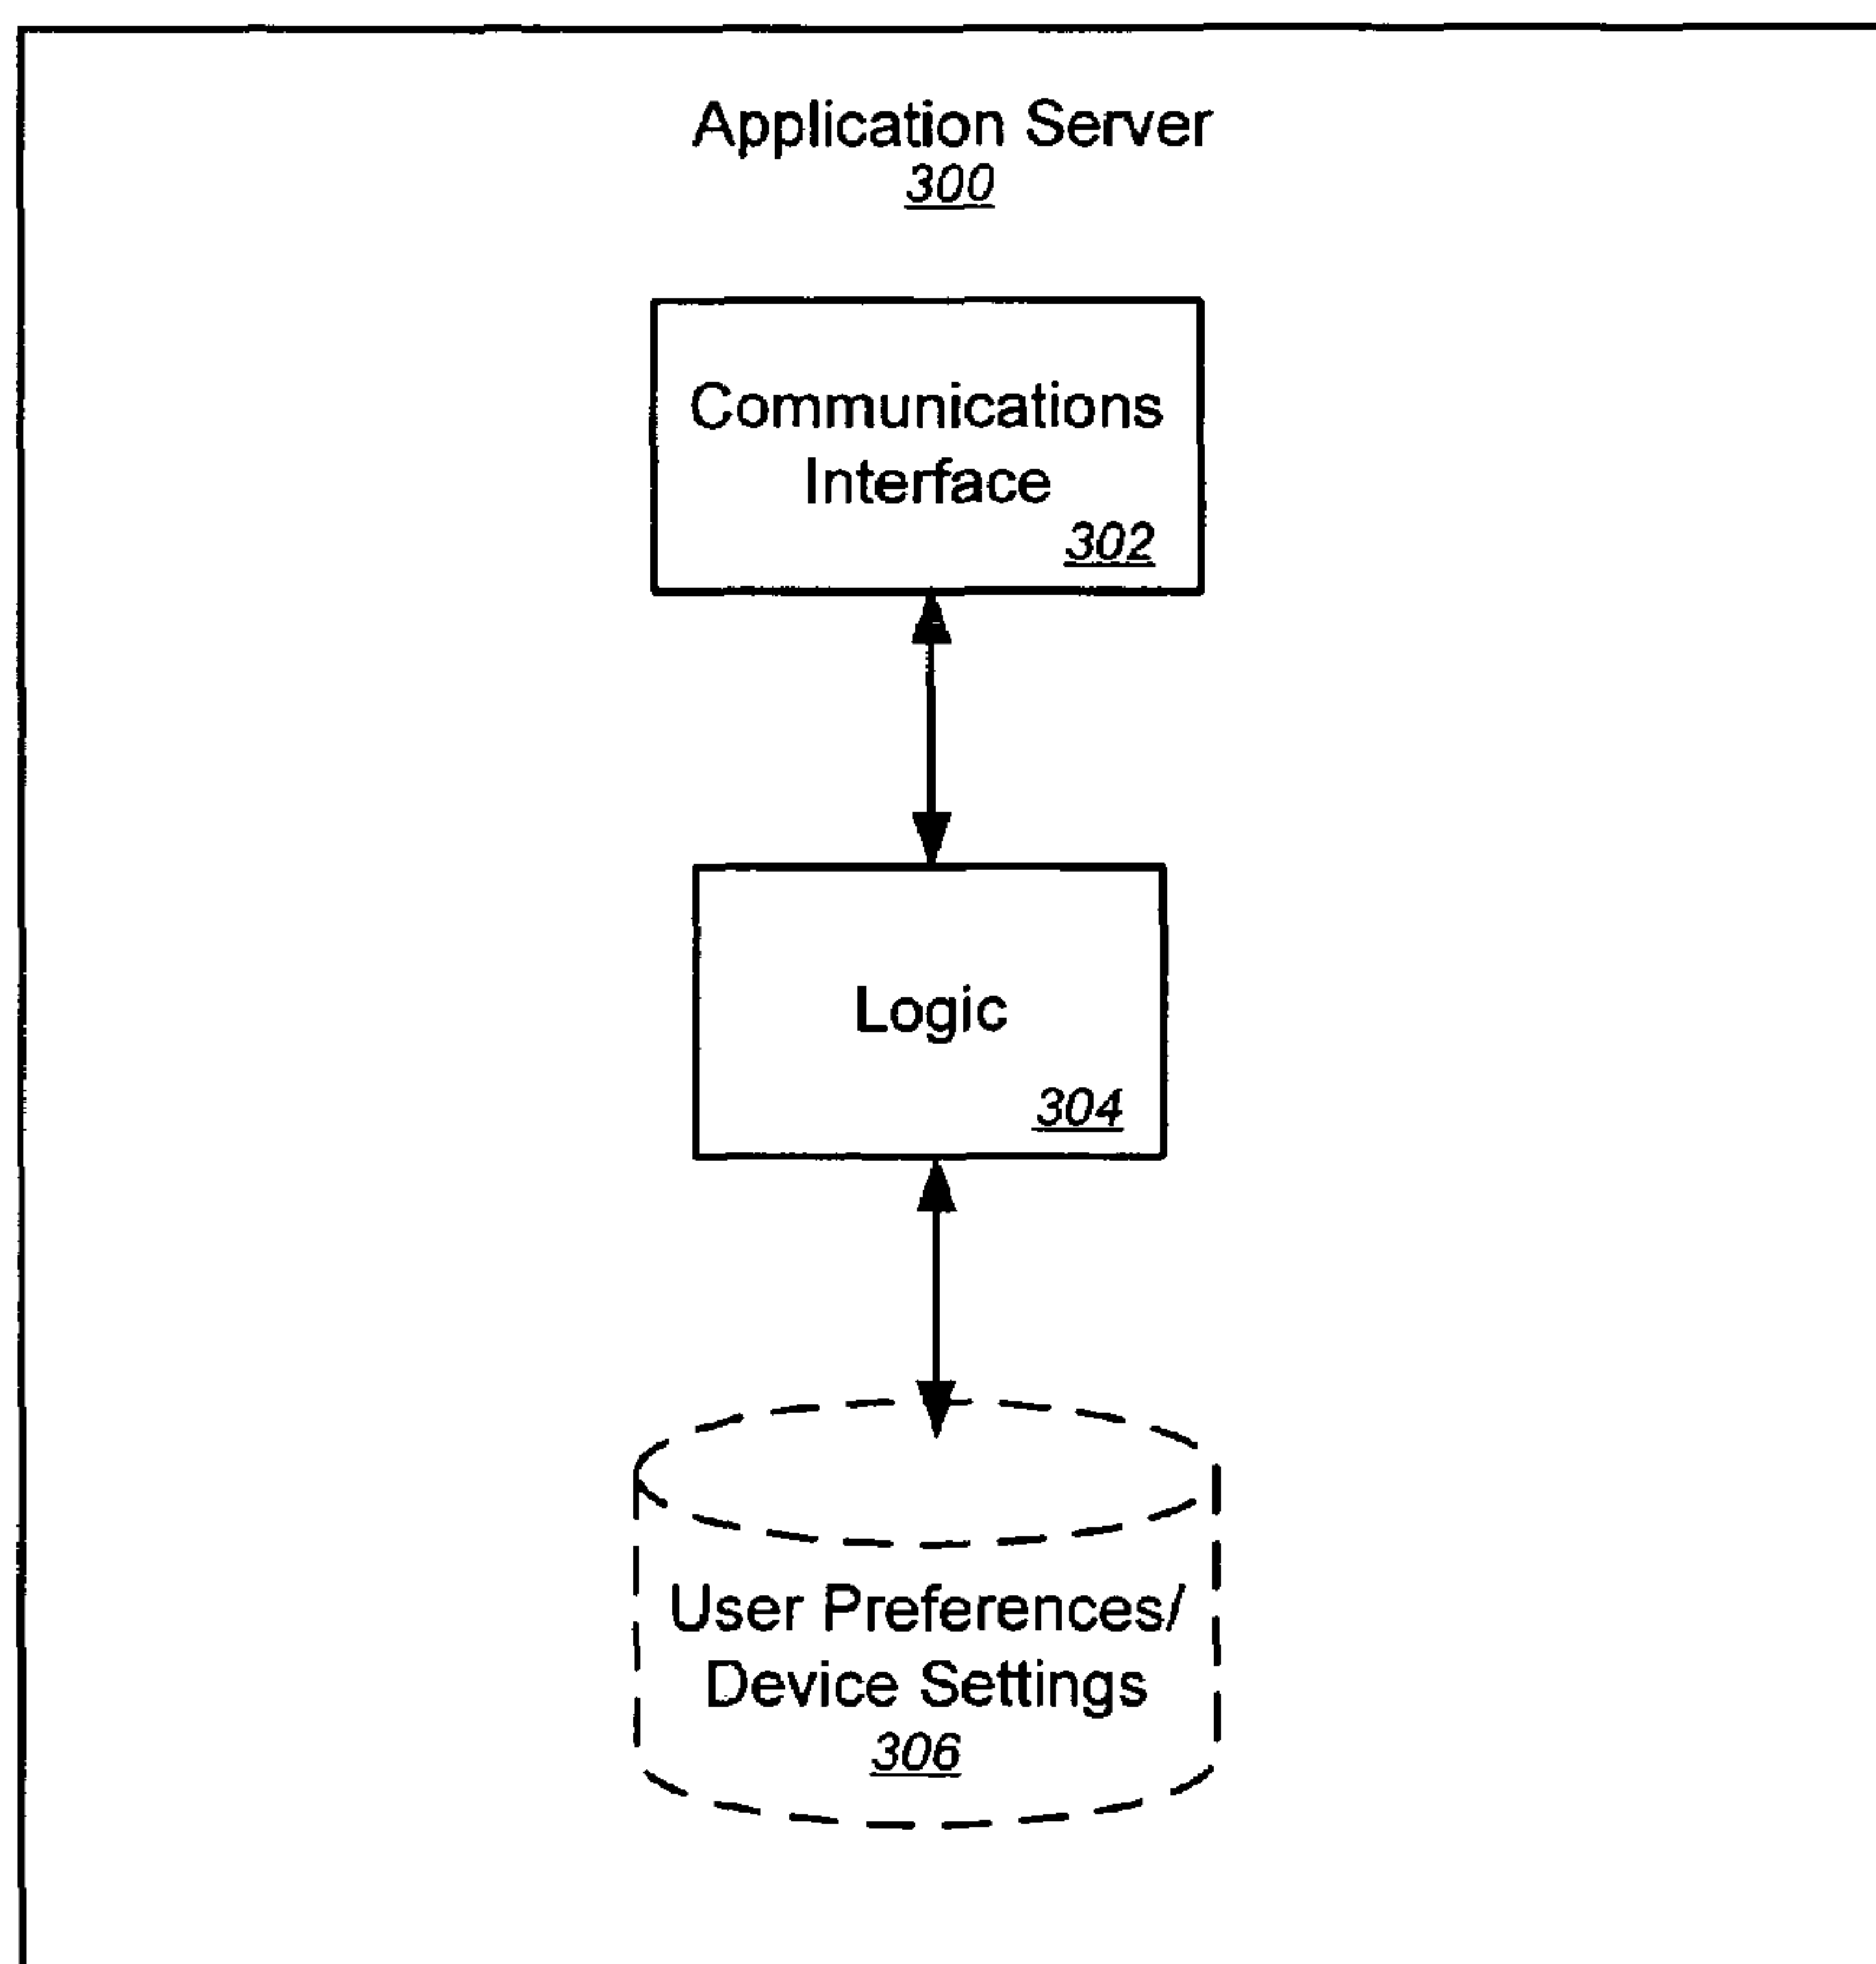 Application Server
300
Communications
Interface
302
Logic
304
User Preferences/
Device Settings
306